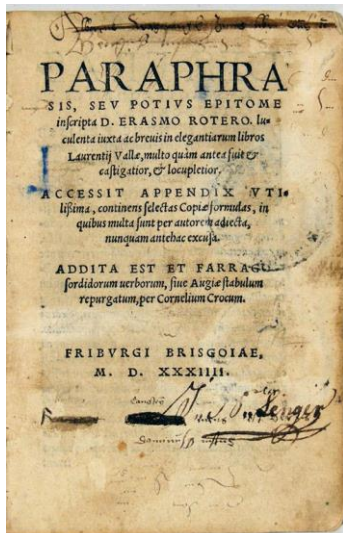 PARAPHRA
SIS, SEV POTIVS EPITOME
inscripta D. ERASMO ROTERO. lu-
culenta iuxta ac breuis in elegantiarum libros
Laurentij Vallæ, multo quàm antea fuit &
castigatior, & locupletior.
ACCESSIT APPENDIX VTI-
lißima, continens selectas Copiæ formulas, in
quibus multa sunt per autorem adiecta,
nunquam antehac excusa.
ADDITA EST ET FARRAGO
sordidorum uerborum, siue Augiæ stabulum
repurgatum, per Cornelium Crocum.
FRIBVRGI BRISGOIAE,
M. D. XXXIIII.
Senger